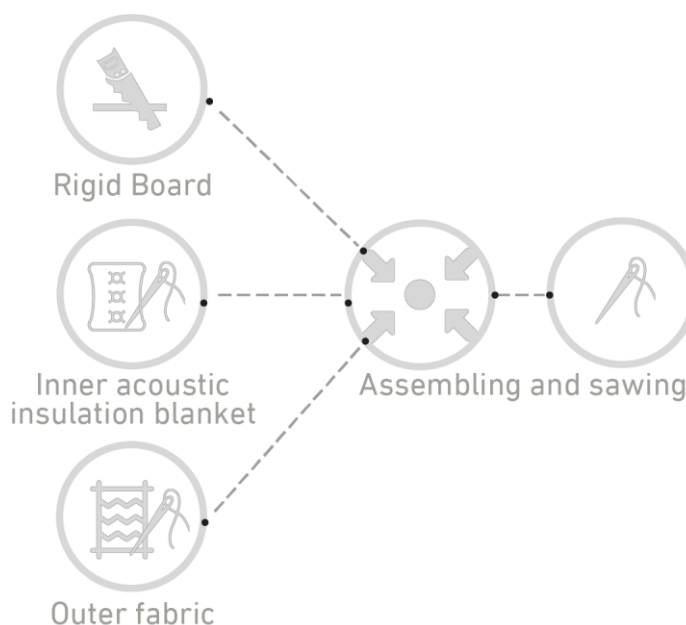 Rigid Board
Inner acoustic
insulation blanket
Assembling and sawing
Outer fabric